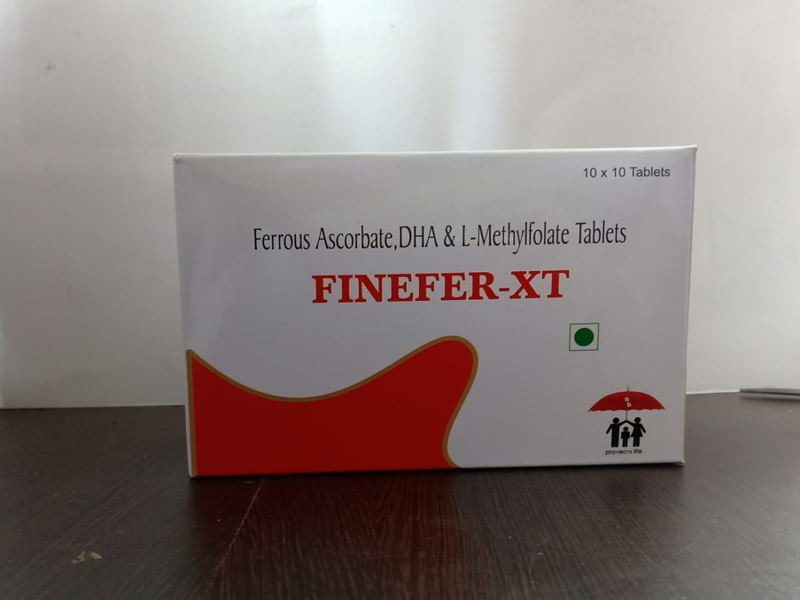 10 x 10 Tablets
Ferrous Ascorbate,DHA & L-Methylfolate Tablets
FINEFER-XT